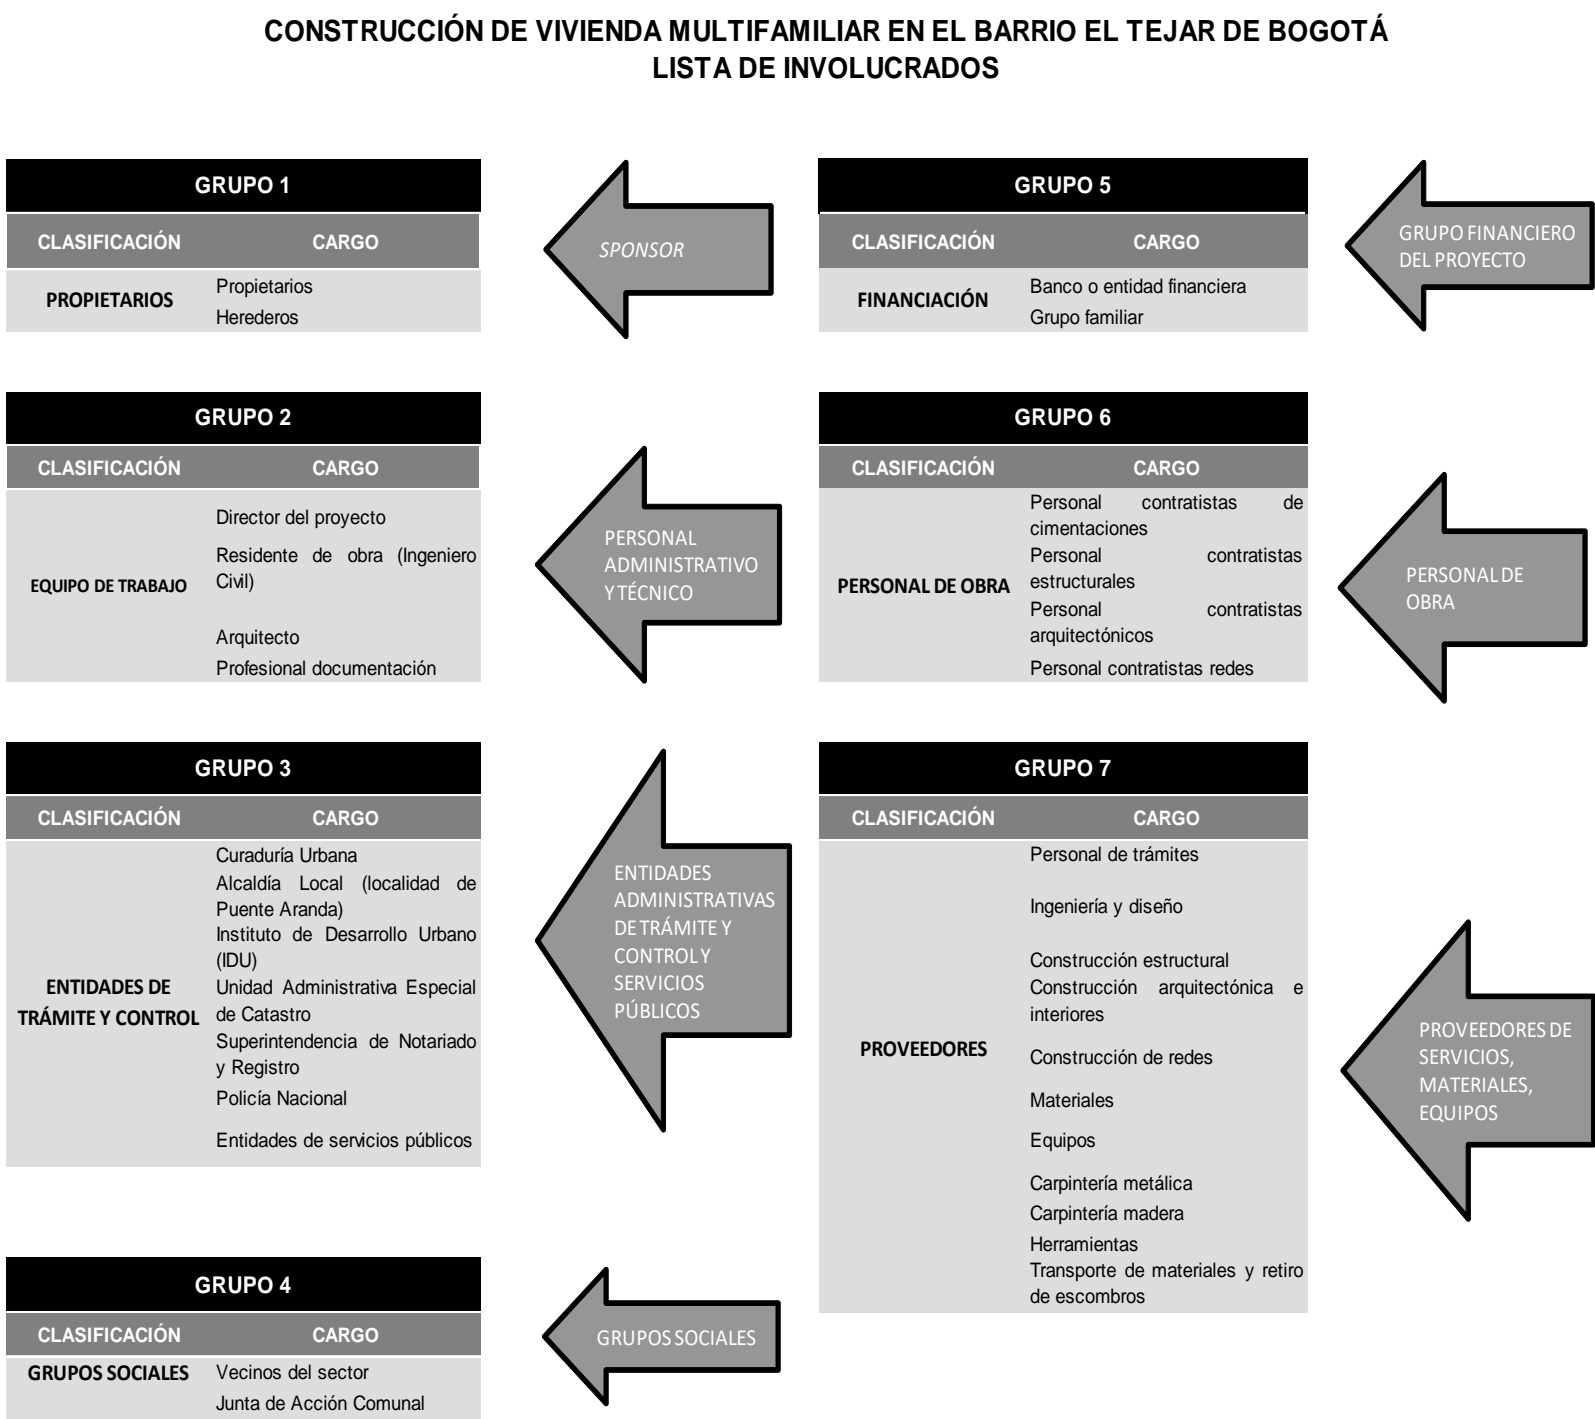 CONSTRUCCIÓN DE VIVIENDA MULTIFAMILIAR EN EL BARRIO EL TEJAR DE BOGOTÁ
LISTA DE INVOLUCRADOS
GRUPO 1
CLASIFICACIÓN CARGO
PROPIETARIOS
Propietarios
Herederos
SPONSOR
GRUPO 2
CLASIFICACIÓN CARGO
EQUIPO DE TRABAJO
Director del proyecto
Residente de obra (Ingeniero
Civil)
Arquitecto
Profesional documentación
PERSONAL
ADMINISTRATIVO
Y TÉCNICO
GRUPO 3
CLASIFICACIÓN CARGO
ENTIDADES DE
TRÁMITE Y CONTROL
Curaduría Urbana
Alcaldía Local (localidad de
Puente Aranda)
Instituto de Desarrollo Urbano
(IDU)
Unidad Administrativa Especial
de Catastro
Superintendencia de Notariado
y Registro
Policía Nacional
Entidades de servicios públicos
ENTIDADES
ADMINISTRATIVAS
DE TRÁMITE Y
CONTROL Y
SERVICIOS
PÚBLICOS
GRUPO 4
CLASIFICACIÓN CARGO
GRUPOS SOCIALES
Vecinos del sector
Junta de Acción Comunal
GRUPOS SOCIALES
GRUPO 5
CLASIFICACIÓN CARGO
FINANCIACIÓN
Banco o entidad financiera
Grupo familiar
GRUPO FINANCIERO
DEL PROYECTO
GRUPO 6
CLASIFICACIÓN CARGO
PERSONAL DE OBRA
Personal contratistas de
cimentaciones
Personal contratistas
estructurales
Personal contratistas
arquitectónicos
Personal contratistas redes
PERSONAL DE
OBRA
GRUPO 7
CLASIFICACIÓN CARGO
PROVEEDORES
Personal de trámites
Ingeniería y diseño
Construcción estructural
Construcción arquitectónica e
interiores
Construcción de redes
Materiales
Equipos
Carpintería metálica
Carpintería madera
Herramientas
Transporte de materiales y retiro
de escombros
PROVEEDORES DE
SERVICIOS,
MATERIALES,
EQUIPOS